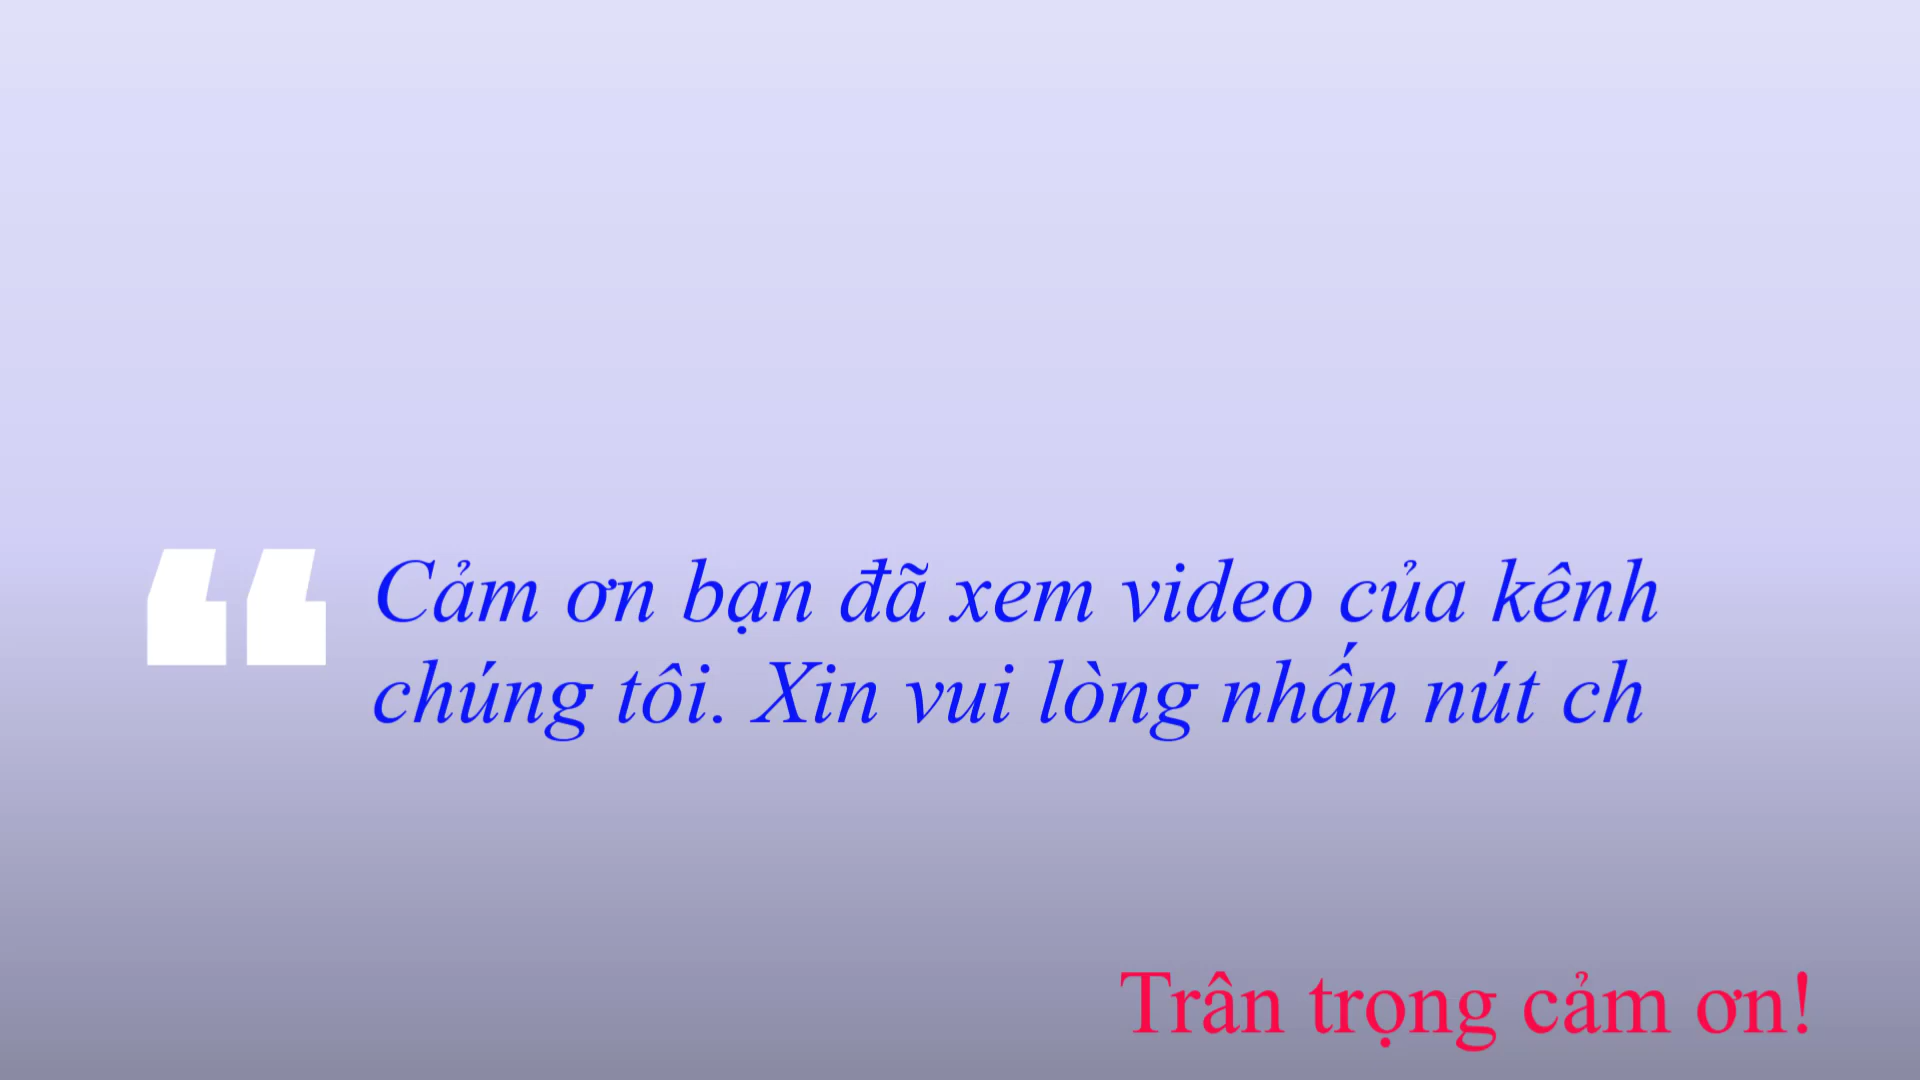 “ Cảm ơn bạn đã xem video của kênh
chúng tôi. Xin vui lòng nhấn nút ch
Trân trọng cảm ơn!